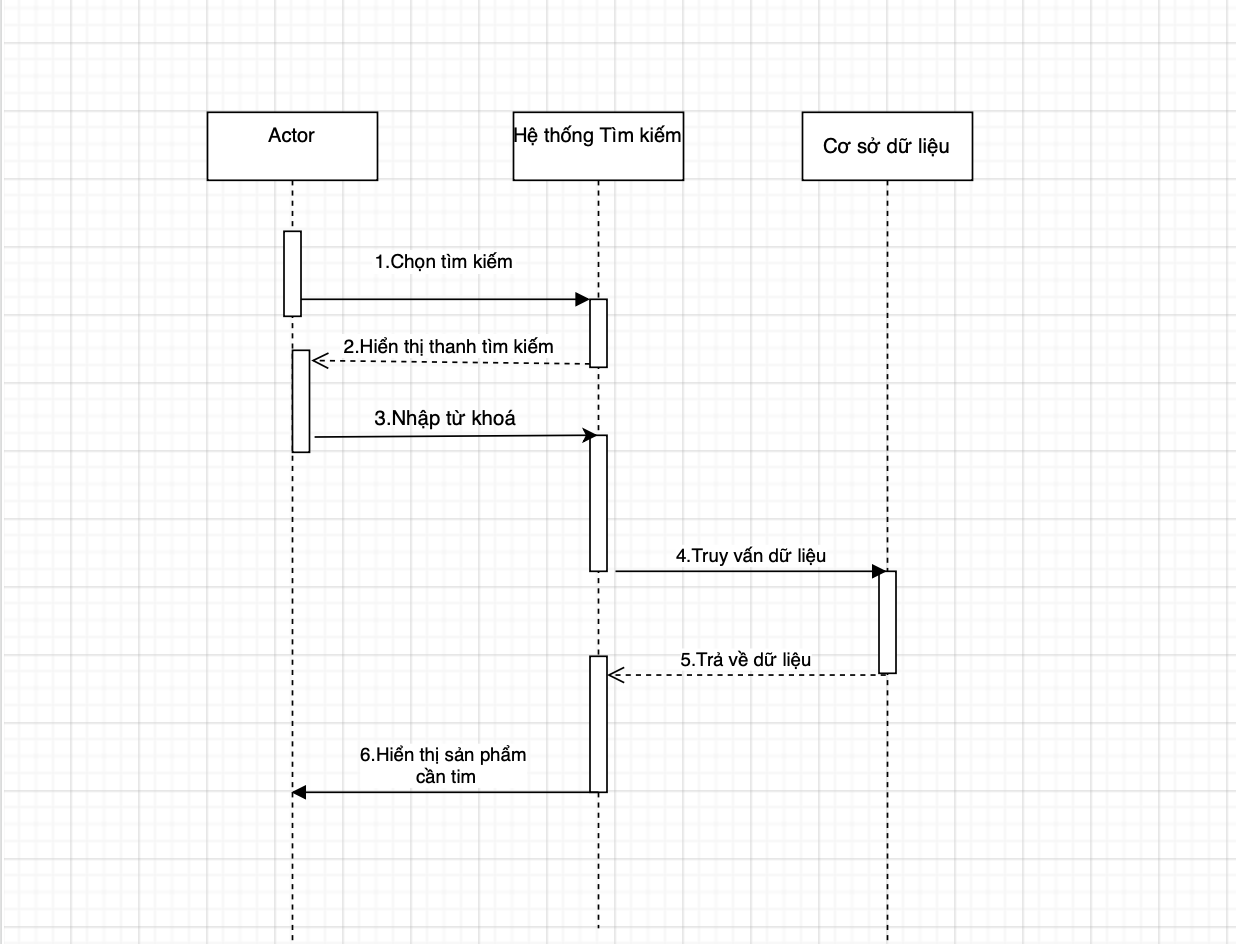 Actor
Hệ thống Tìm kiếm
Cơ sở dữ liệu
1.Chọn tìm kiếm
2.Hiển thị thanh tìm kiếm
3.Nhập từ khoá
4.Truy vấn dữ liệu
5.Trả về dữ liệu
6.Hiển thị sản phẩm
cần tim